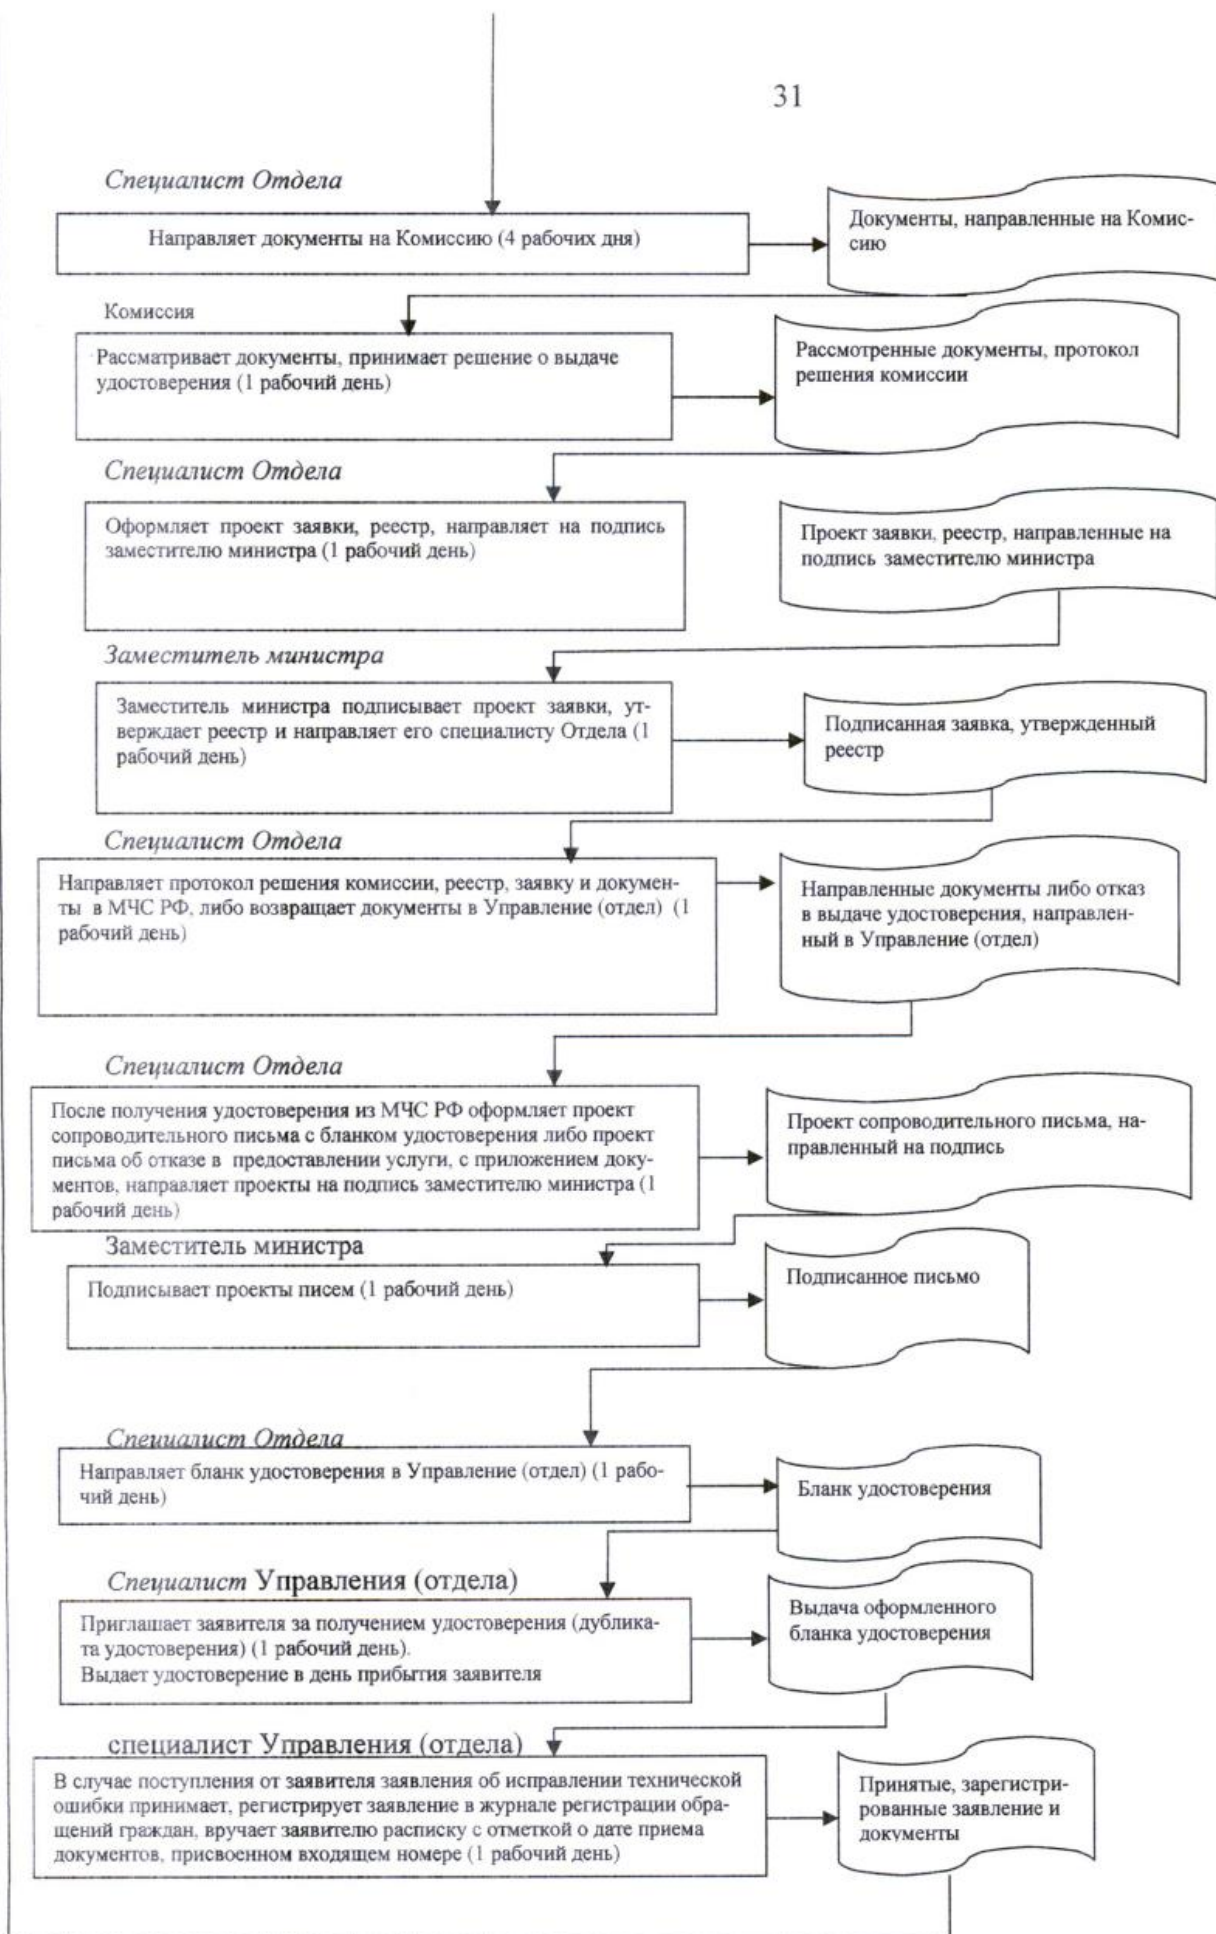 31
Специалист Отдела
Направляет документы на Комиссию (4 рабочих дня)
Документы, направленные на Комис-
сию
Комиссия
Рассматривает документы, принимает решение о выдаче
удостоверения (1 рабочий день)
Рассмотренные документы, протокол
решения комиссии
Специалист Отдела
Оформляет проект заявки, реестр, направляет на подпись
заместителю министра (1 рабочий день)
Проект заявки, реестр, направленные на
подпись заместителю министра
Заместитель министра
Заместитель министра подписывает проект заявки, ут-
верждает реестр и направляет его специалисту Отдела (1
рабочий день)
Подписанная заявка, утвержденный
реестр
Специалист Отдела
Направляет протокол решения комиссии, реестр, заявку и докумен-
ты в МЧС РФ, либо возвращает документы в Управление (отдел) (1
рабочий день)
Направленные документы либо отказ
в выдаче удостоверения, направлен-
ный в Управление (отдел)
Специалист Отдела
После получения удостоверения из МЧС РФ оформляет проект
сопроводительного письма с бланком удостоверения либо проект
письма об отказе в предоставлении услуги, с приложением доку-
ментов, направляет проекты на подпись заместителю министра (1
рабочий день)
Проект сопроводительного письма, на-
правленный на подпись
Заместитель министра
Подписывает проекты писем (1 рабочий день)
Подписанное письмо
Специалист Отдела
Направляет бланк удостоверения в Управление (отдел) (1 рабо-
чий день)
Бланк удостоверения
Специалист Управления (отдела)
Приглашает заявителя за получением удостоверения (дублика-
та удостоверения) (1 рабочий день).
Выдает удостоверение в день прибытия заявителя
Выдача оформленного
бланка удостоверения
специалист Управления (отдела)
В случае поступления от заявителя заявления об исправлении технической
ошибки принимает, регистрирует заявление в журнале регистрации обра-
щений граждан, вручает заявителю расписку с отметкой о дате приема
документов, присвоенном входящем номере (1 рабочий день)
Принятые, зарегистри-
рованные заявление и
документы